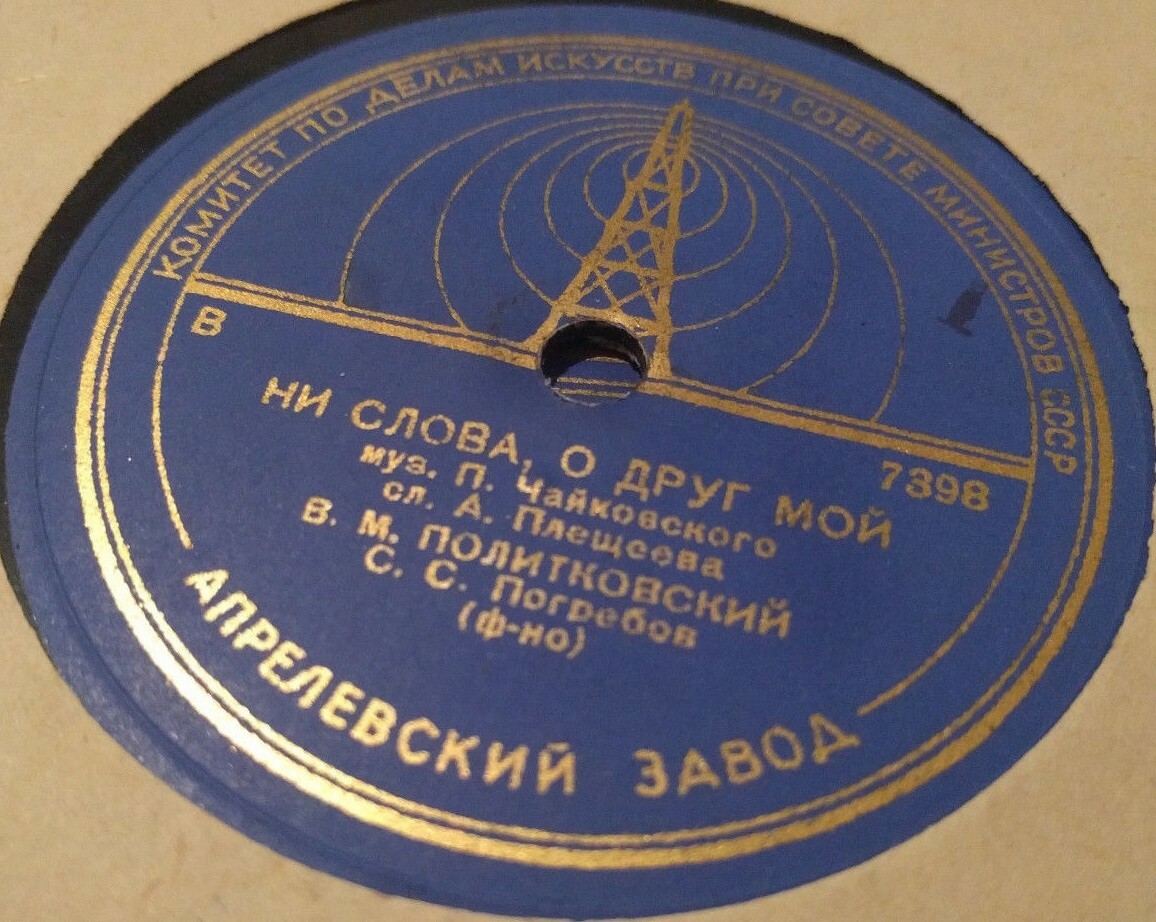 КОМИТЕТ ПО ДЕЛАМ ИСКУССТВ ПРИ СОВЕТЕ МИНИСТРОВ СССР
В
7398
НИ СЛОВА, О ДРУГ МОЙ
муз. П. Чайковского
сл. А. Плещеева
В. М. ПОЛИТКОВСКИЙ
С. С. Погребов
(ф-но)
АПРЕЛЕВСКИЙ ЗАВОД